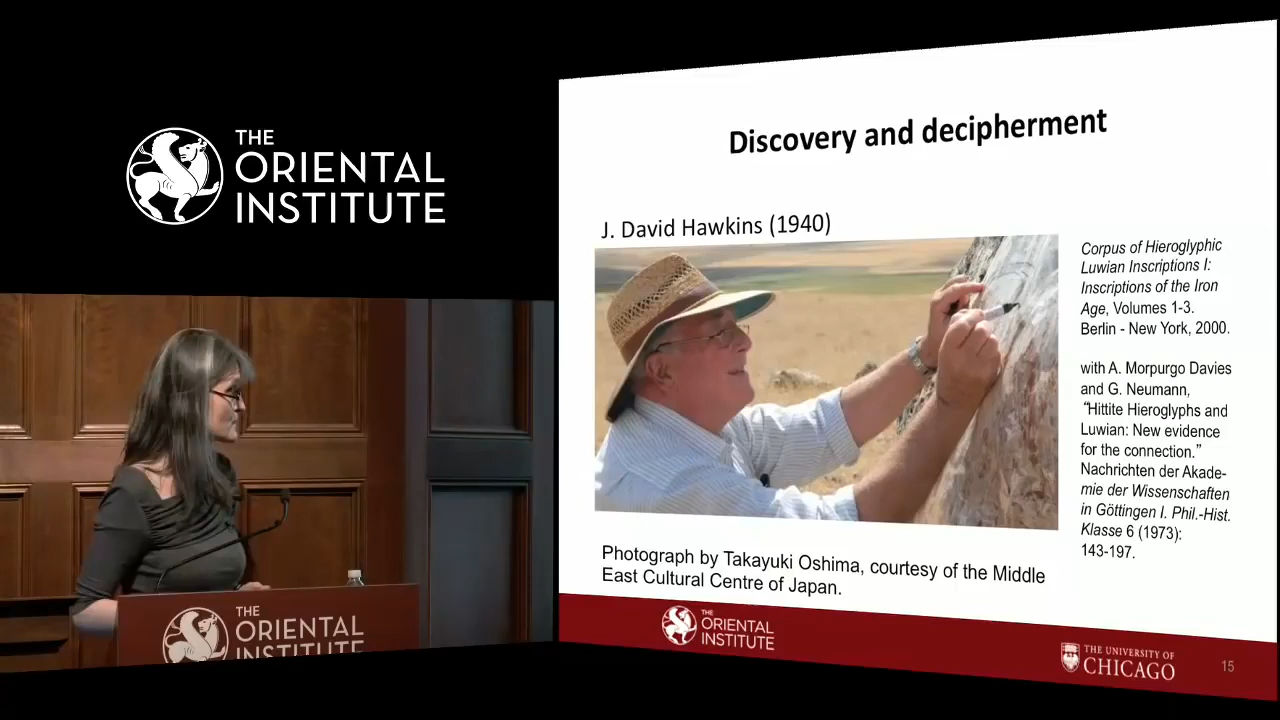 THE
ORIENTAL
INSTITUTE
Discovery and decipherment
J. David Hawkins (1940)
Corpus of Hieroglyphic
Luwian Inscriptions I:
Inscriptions of the Iron
Age, Volumes 1-3.
Berlin - New York, 2000.
with A. Morpurgo Davies
and G. Neumann,
“Hittite Hieroglyphs and
Luwian: New evidence
for the connection.”
Nachrichten der Akade-
mie der Wissenschaften
in Göttingen I. Phil.-Hist.
Klasse 6 (1973):
143-197.
Photograph by Takayuki Oshima, courtesy of the Middle
East Cultural Centre of Japan.
THE
ORIENTAL
INSTITUTE
THE UNIVERSITY OF
CHICAGO
15
THE
ORIENTAL
INSTITUTE